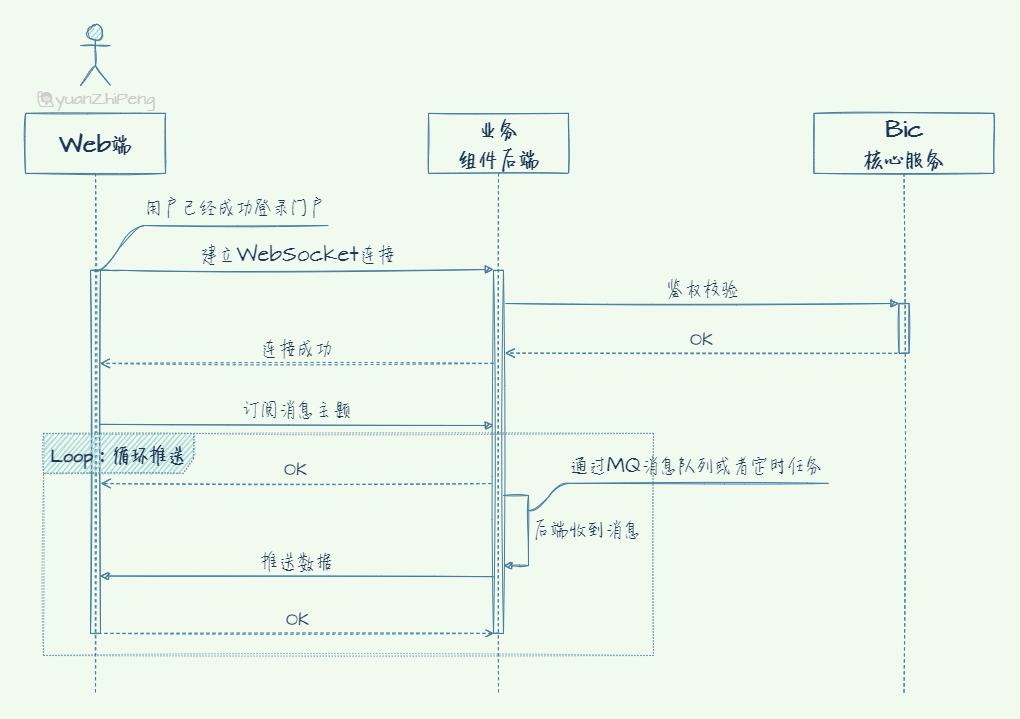 yuanZhiPeng
Web端
业务
组件后端
Bic
核心服务
用户已经成功登录门户
建立WebSocket连接
鉴权校验
OK
连接成功
订阅消息主题
Loop：循环推送
OK
通过MQ消息队列或者定时任务
后端收到消息
推送数据
OK